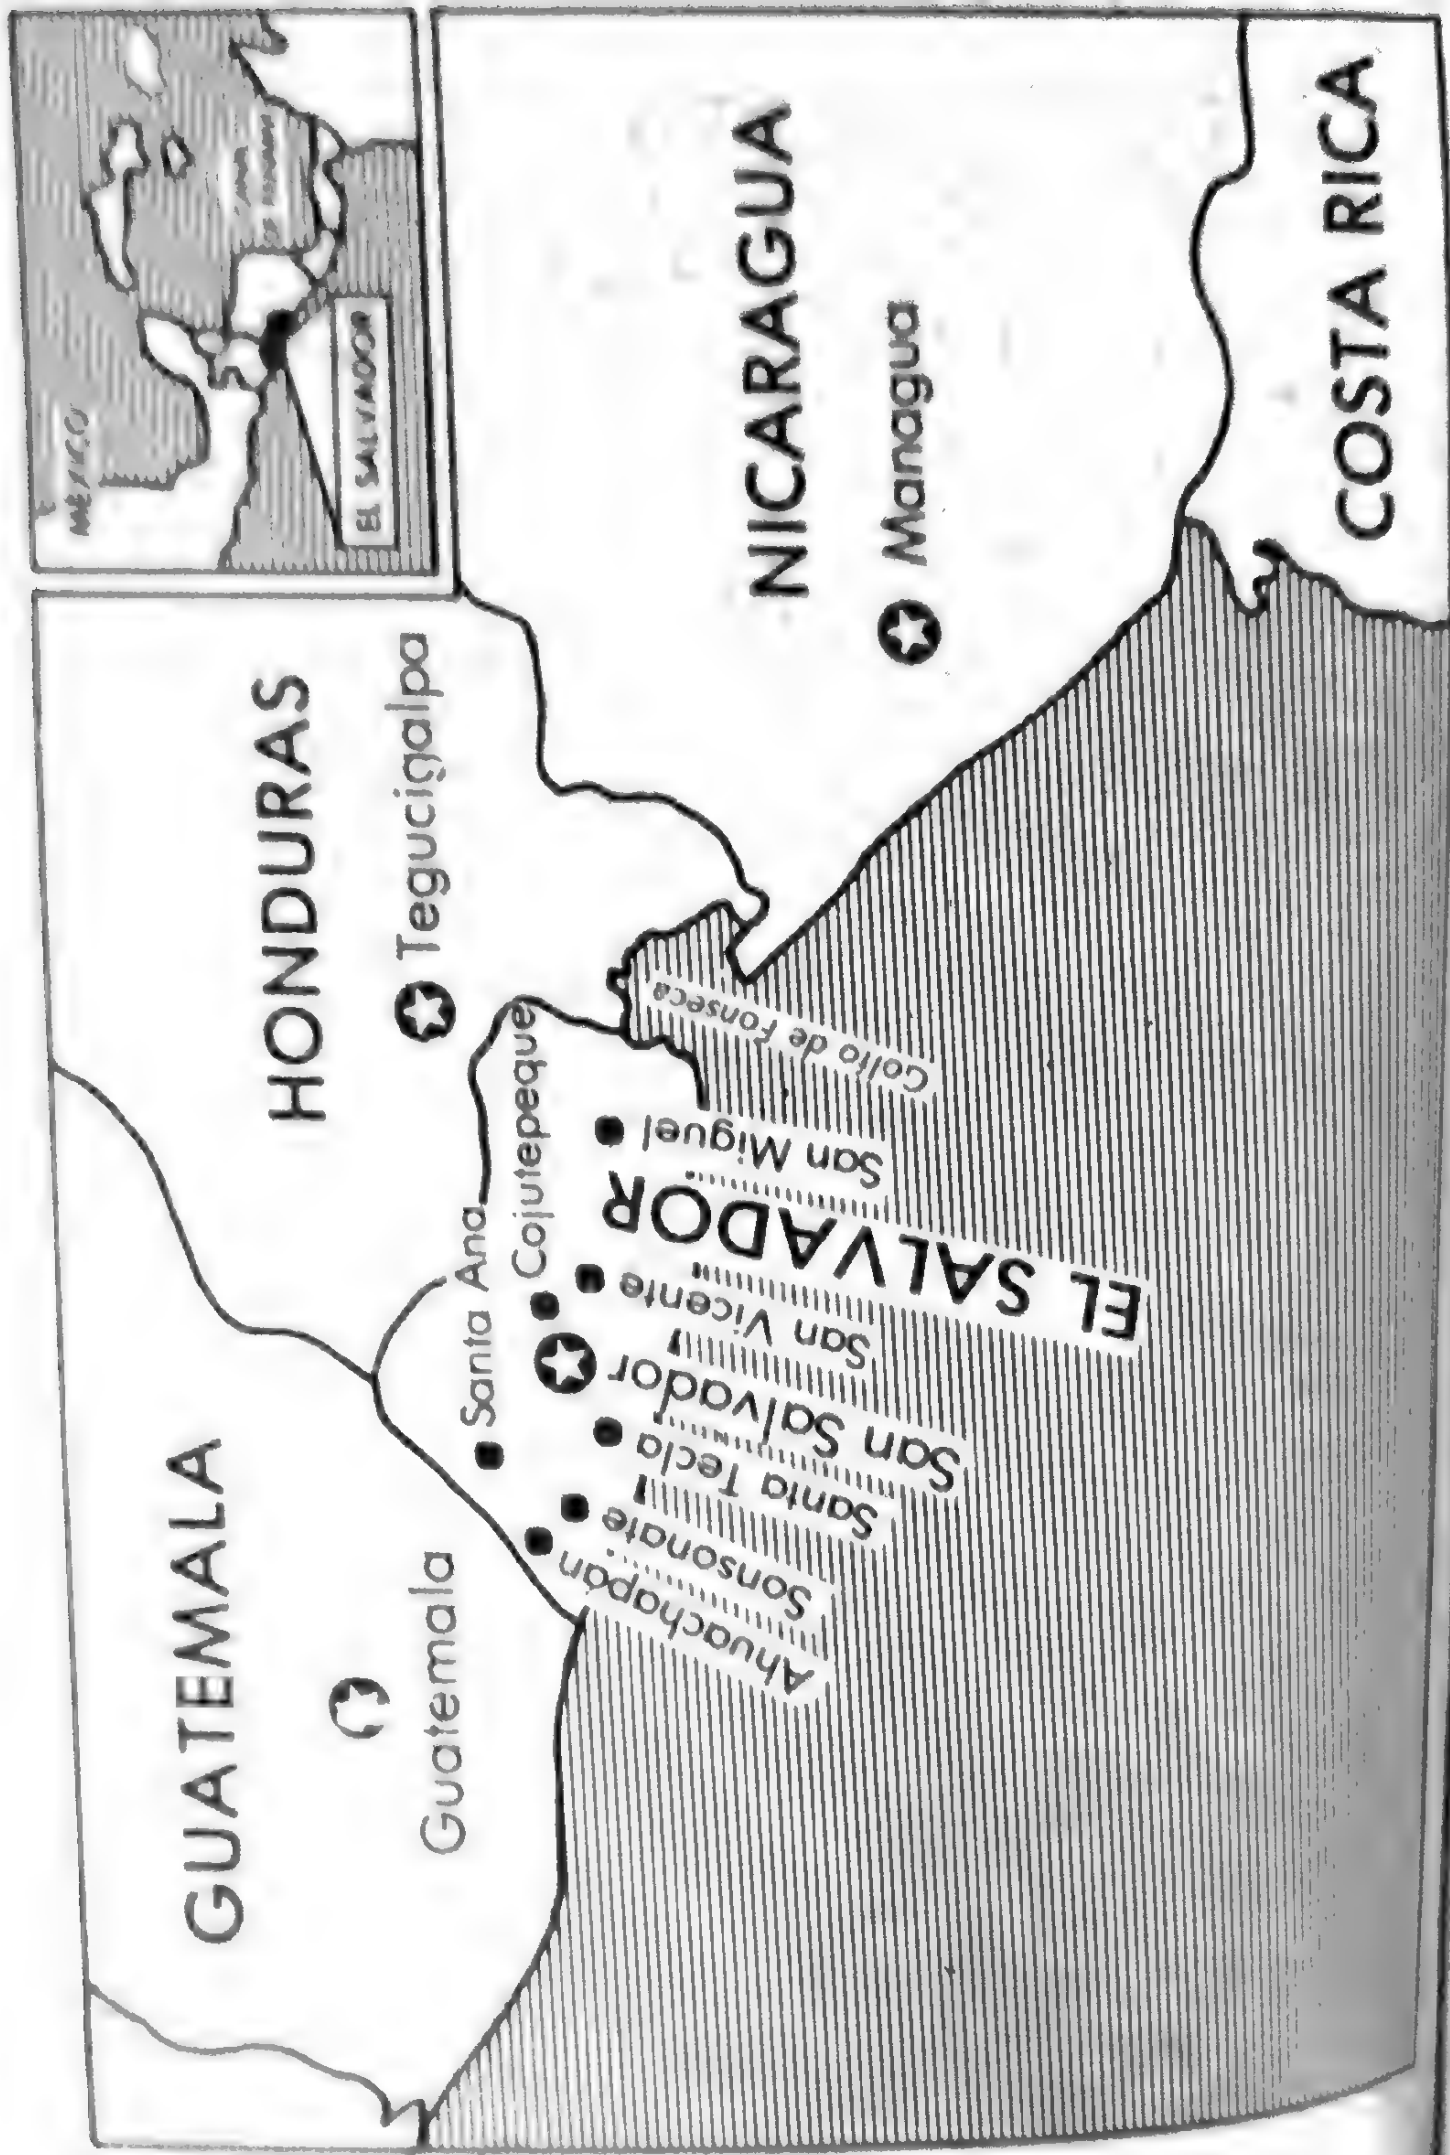 MÉXICO
EL SALVADOR
GUATEMALA
Guatemala
HONDURAS
Tegucigalpa
NICARAGUA
Managua
COSTA RICA
Santa Ana
Cojutepeque
Ahuachapán
Sonsonate
Santa Tecla
San Salvador
San Vicente
EL SALVADOR
San Miguel
Golfo de Fonseca